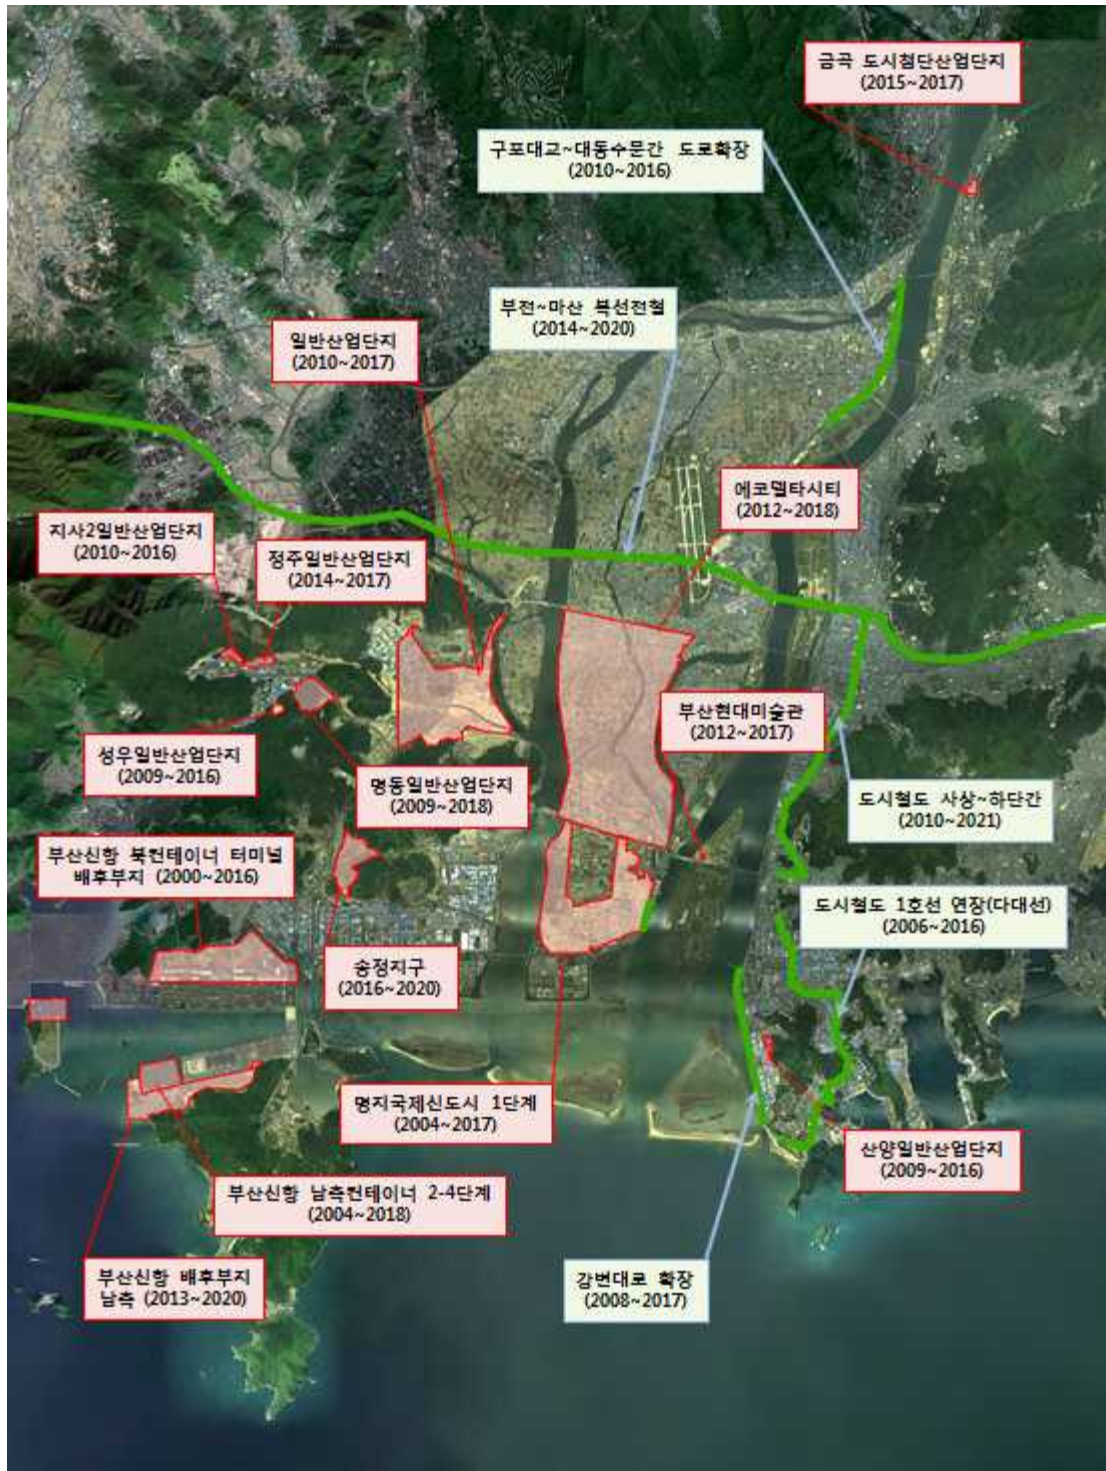 금곡 도시첨단산업단지
(2015~2017)
구포대교~대동수문간 도로확장
(2010~2016)
부전~마산 복선전철
(2014~2020)
일반산업단지
(2010~2017)
에코델타시티
(2012~2018)
지사2일반산업단지
(2010~2016)
정주일반산업단지
(2014~2017)
부산현대미술관
(2012~2017)
성우일반산업단지
(2009~2016)
명동일반산업단지
(2009~2018)
도시철도 사상~하단간
(2010~2021)
부산신항 북컨테이너 터미널
배후부지 (2000~2016)
도시철도 1호선 연장(다대선)
(2006~2016)
송정지구
(2016~2020)
명지국제신도시 1단계
(2004~2017)
산양일반산업단지
(2009~2016)
부산신항 남측컨테이너 2-4단계
(2004~2018)
부산신항 배후부지
남측 (2013~2020)
강변대로 확장
(2008~2017)